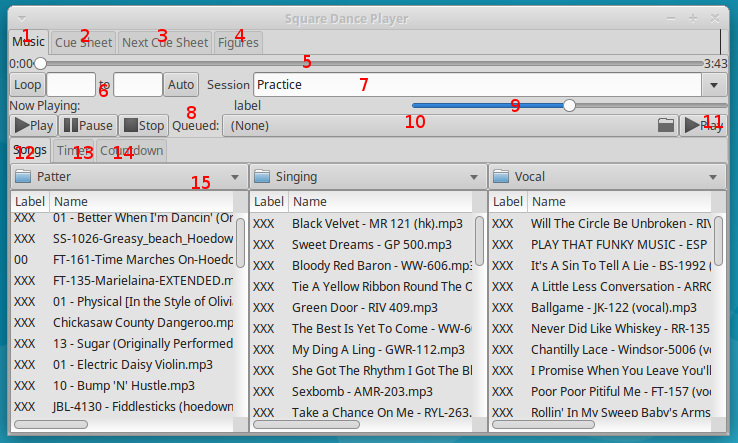 Square Dance Player
1 2 3 4
Music Cue Sheet Next Cue Sheet Figures
5
0:00 3:43
Loop to Auto Session Practice
6 7
Now Playing: label
8 9
Play Pause Stop Queued: (None) Play
10 11
Songs Timer Countdown
12 13 14
Patter Singing Vocal
15
Label Name Label Name Label Name
XXX 01 - Better When I'm Dancin' (Or XXX Black Velvet - MR 121 (hk).mp3 XXX Will The Circle Be Unbroken - RIV
XXX SS-1026-Greasy_beach_Hoedow XXX Sweet Dreams - GP 500.mp3 XXX PLAY THAT FUNKY MUSIC - ESP
00 FT-161-Time Marches On-Hoedo XXX Bloody Red Baron - WW-606.mp3 XXX It's A Sin To Tell A Lie - BS-1992 (
XXX FT-135-Marielaina-EXTENDED.m XXX Tie A Yellow Ribbon Round The O XXX A Little Less Conversation - ARRO
XXX 01 - Physical [In the Style of Olivi XXX Green Door - RIV 409.mp3 XXX Ballgame - JK-122 (vocal).mp3
XXX Chickasaw County Dangeroo.mp XXX The Best Is Yet To Come - WW-6 XXX Never Did Like Whiskey - RR-135
XXX 13 - Sugar (Originally Performed XXX My Ding A Ling - GWR-112.mp3 XXX Chantilly Lace - Windsor-5006 (v
XXX 01 - Electric Daisy Violin.mp3 XXX She Got The Rhythm I Got The Bl XXX I Promise When You Leave You'll
XXX 10 - Bump 'N' Hustle.mp3 XXX Sexbomb - AMR-203.mp3 XXX Poor Poor Pitiful Me - FT-157 (vo
XXX JBL-4130 - Fiddlesticks (hoedown XXX Take a Chance On Me - RYL-263. XXX Rollin' In My Sweep Baby's Arms